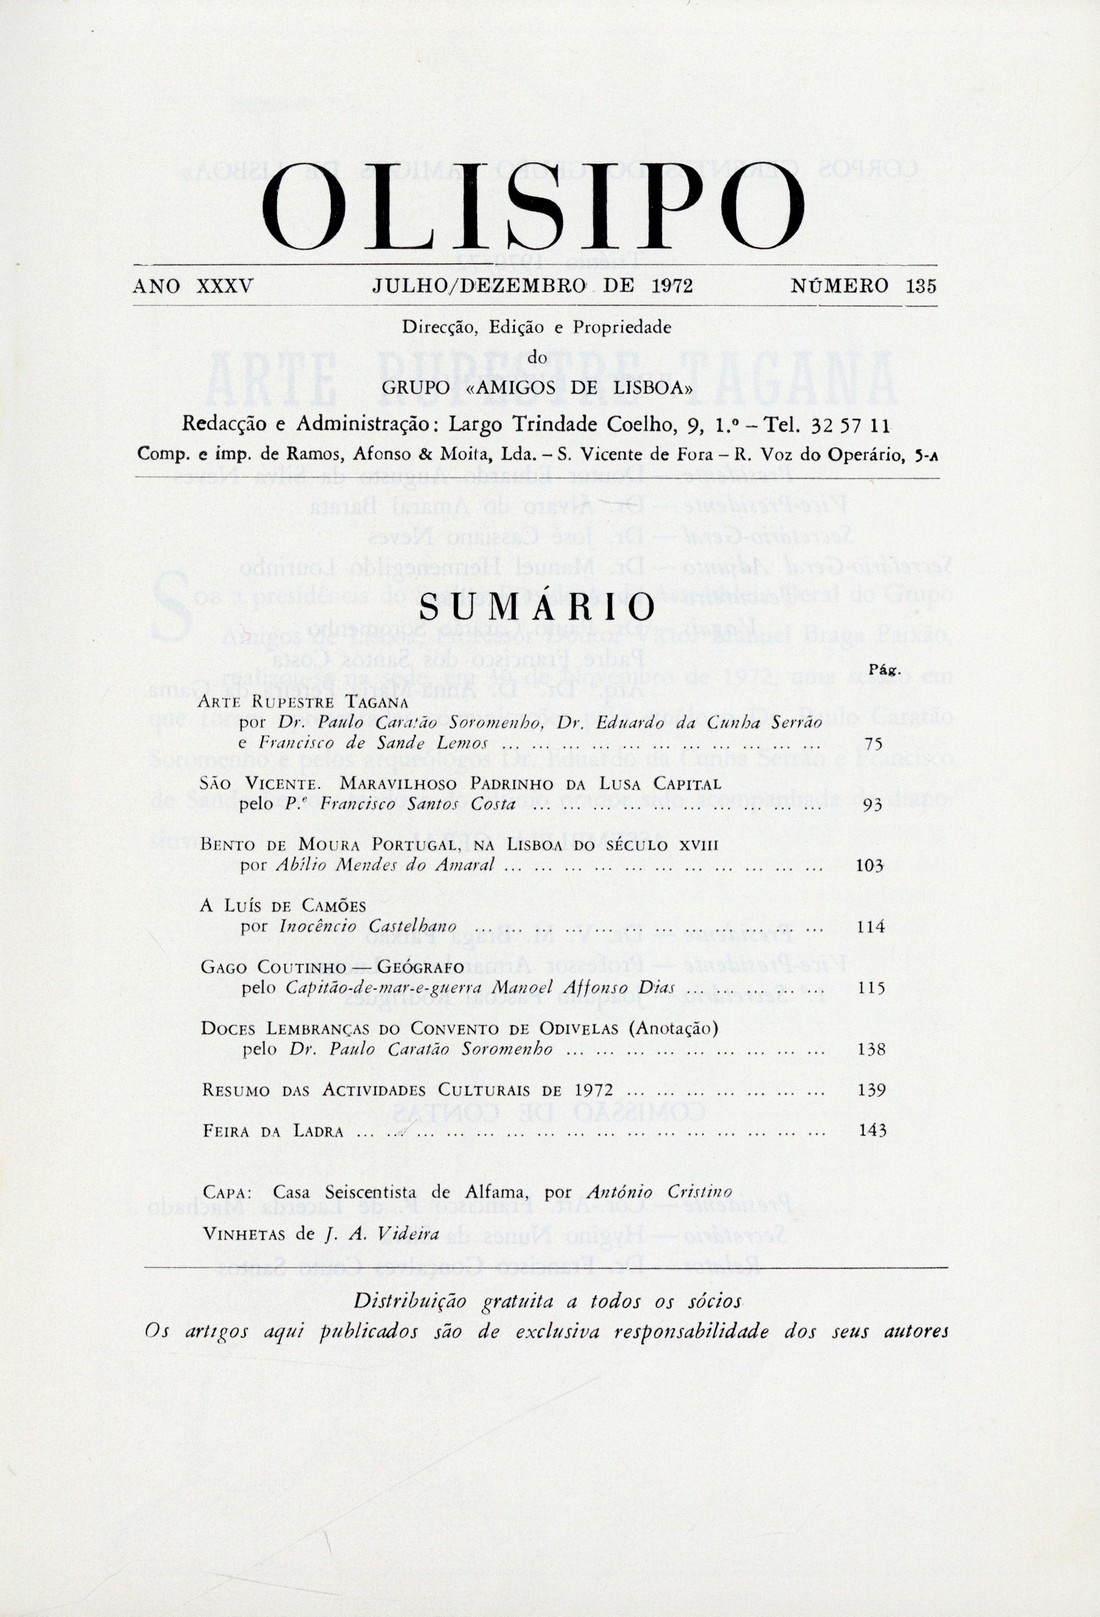 OLISIPO
ANO XXXV JULHO/DEZEMBRO DE 1972 NÚMERO 135
Direcção, Edição e Propriedade
do
GRUPO «AMIGOS DE LISBOA»
Redacção e Administração: Largo Trindade Coelho, 9, 1.º – Tel. 32 57 11
Comp. e imp. de Ramos, Afonso & Moita, Lda. – S. Vicente de Fora – R. Voz do Operário, 5-A
SUMÁRIO
Pág.
ARTE RUPESTRE TAGANA
por Dr. Paulo Caratão Soromenho, Dr. Eduardo da Cunha Serrão
e Francisco de Sande Lemos ... ... ... ... ... ... ... ... ... ... ... 75
SÃO VICENTE. MARAVILHOSO PADRINHO DA LUSA CAPITAL
pelo P.e Francisco Santos Costa ... ... ... ... ... ... ... ... ... ... 93
BENTO DE MOURA PORTUGAL, NA LISBOA DO SÉCULO XVIII
por Abílio Mendes do Amaral ... ... ... ... ... ... ... ... ... ... ... 103
A LUÍS DE CAMÕES
por Inocêncio Castelhano ... ... ... ... ... ... ... ... ... ... ... ... 114
GAGO COUTINHO — GEÓGRAFO
pelo Capitão-de-mar-e-guerra Manoel Affonso Dias ... ... ... ... ... 115
DOCES LEMBRANÇAS DO CONVENTO DE ODIVELAS (Anotação)
pelo Dr. Paulo Caratão Soromenho ... ... ... ... ... ... ... ... ... 138
RESUMO DAS ACTIVIDADES CULTURAIS DE 1972 ... ... ... ... ... ... ... 139
FEIRA DA LADRA ... ... ... ... ... ... ... ... ... ... ... ... ... ... ... ... 143
CAPA: Casa Seiscentista de Alfama, por António Cristino
VINHETAS de J. A. Videira
Distribuição gratuita a todos os sócios
Os artigos aqui publicados são de exclusiva responsabilidade dos seus autores